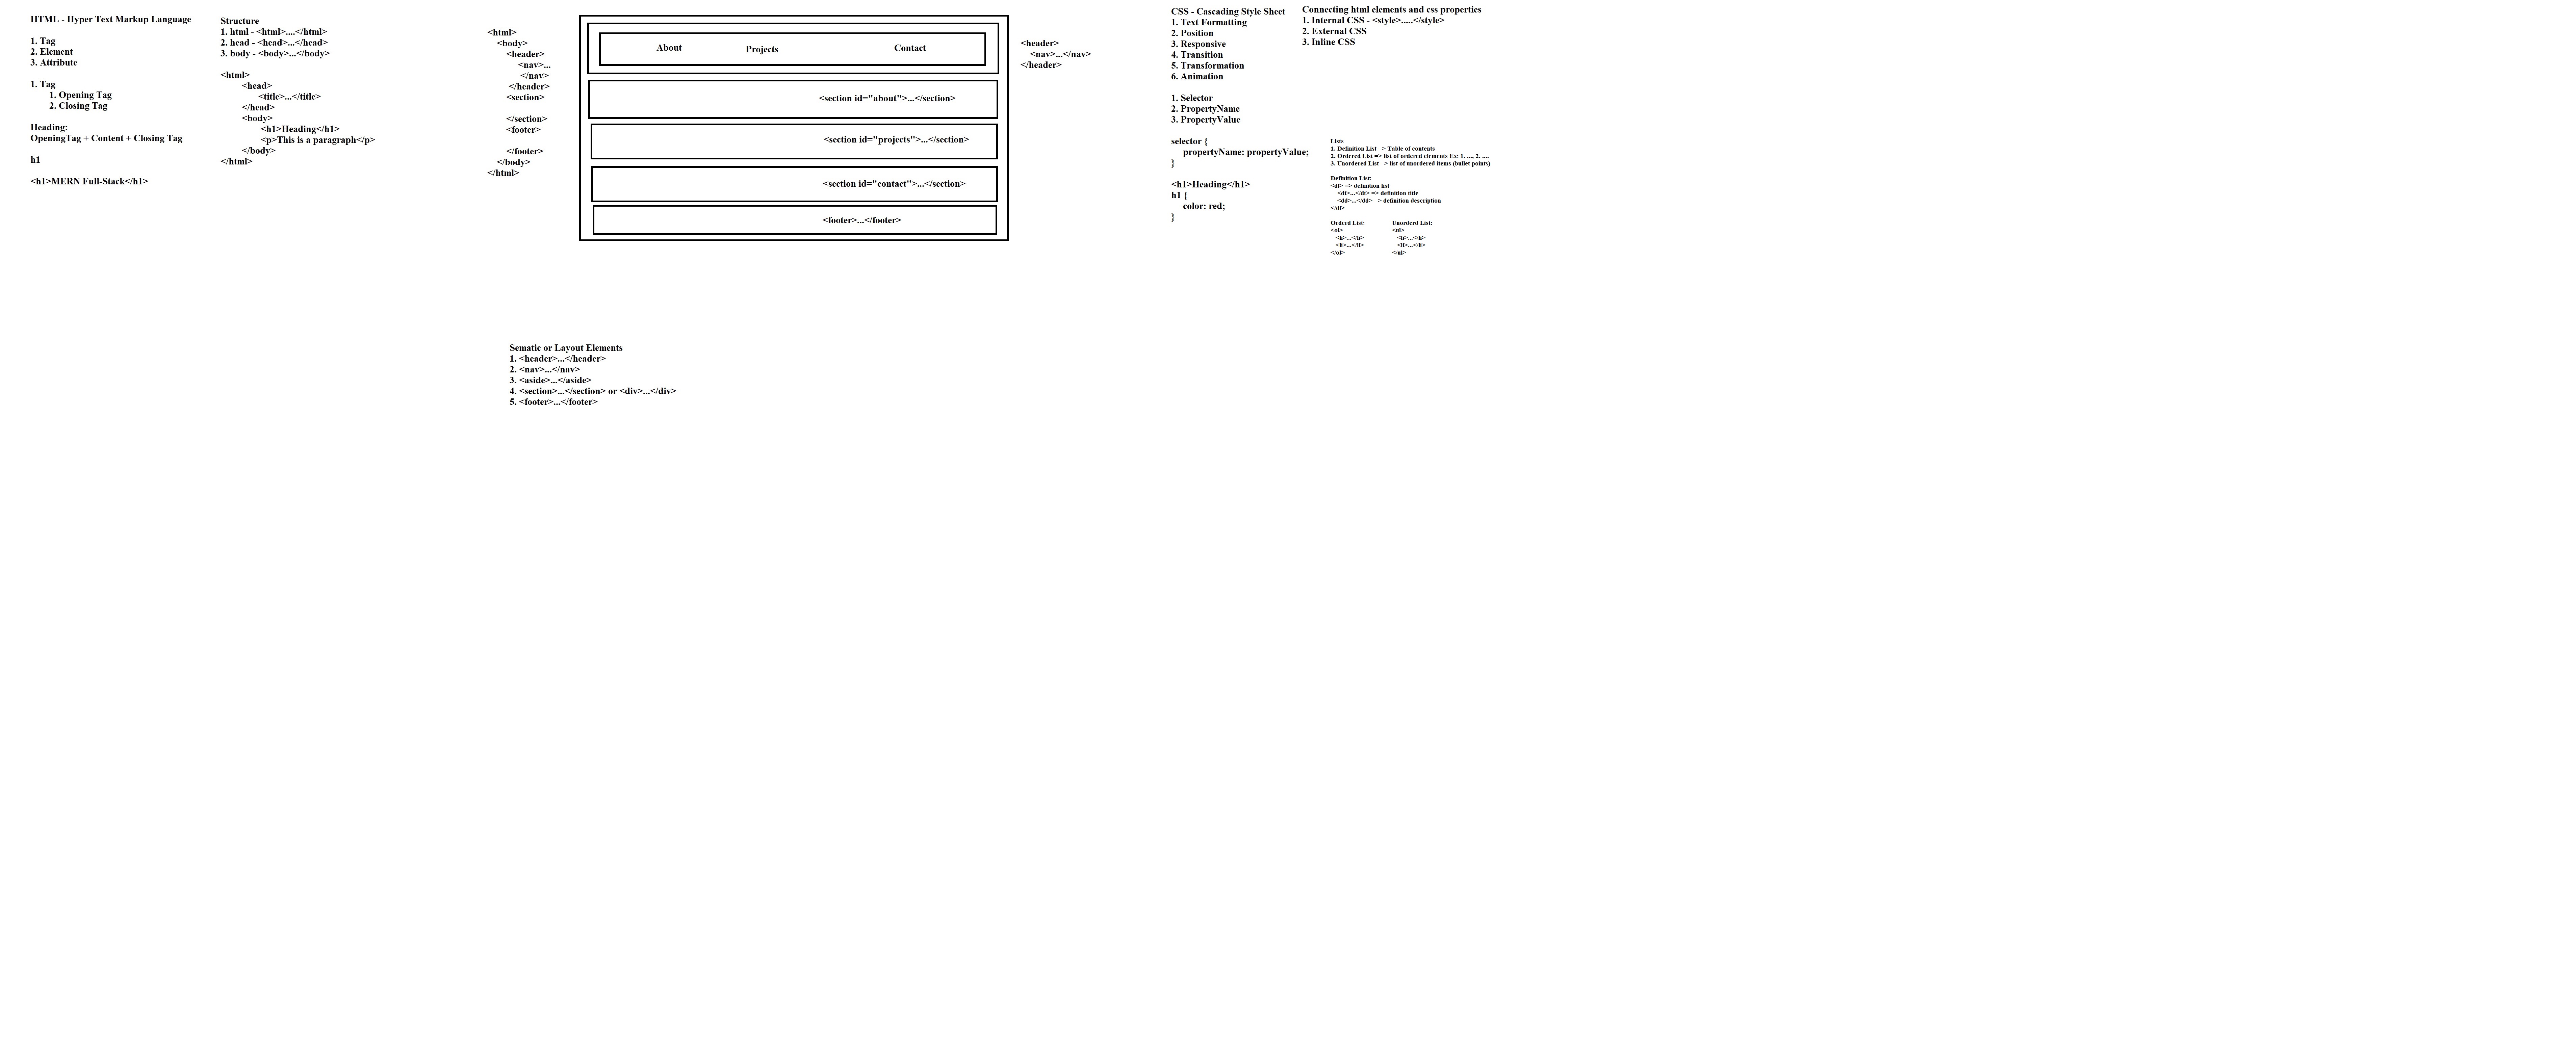 HTML - Hyper Text Markup Language
1. Tag
2. Element
3. Attribute
1. Tag
1. Opening Tag
2. Closing Tag
Heading:
OpeningTag + Content + Closing Tag
h1
<h1>MERN Full-Stack</h1>
Structure
1. html - <html>....</html>
2. head - <head>...</head>
3. body - <body>...</body>
<html>
<head>
<title>...</title>
</head>
<body>
<h1>Heading</h1>
<p>This is a paragraph</p>
</body>
</html>
<html>
<body>
<header>
<nav>...
</nav>
</header>
<section>
</section>
<footer>
</footer>
</body>
</html>
About Projects Contact
<section id="about">...</section>
<section id="projects">...</section>
<section id="contact">...</section>
<footer>...</footer>
<header>
<nav>...</nav>
</header>
Sematic or Layout Elements
1. <header>...</header>
2. <nav>...</nav>
3. <aside>...</aside>
4. <section>...</section> or <div>...</div>
5. <footer>...</footer>
CSS - Cascading Style Sheet
1. Text Formatting
2. Position
3. Responsive
4. Transition
5. Transformation
6. Animation
1. Selector
2. PropertyName
3. PropertyValue
selector {
propertyName: propertyValue;
}
<h1>Heading</h1>
h1 {
color: red;
}
Connecting html elements and css properties
1. Internal CSS - <style>.....</style>
2. External CSS
3. Inline CSS
Lists
1. Definition List => Table of contents
2. Ordered List => list of ordered elements Ex: 1. ..., 2. ....
3. Unordered List => list of unordered items (bullet points)
Definition List:
<dl> => definition list
<dt>...</dt> => definition title
<dd>...</dd> => definition description
</dl>
Orderd List:
<ol>
<li>...</li>
<li>...</li>
</ol>
Unorderd List:
<ul>
<li>...</li>
<li>...</li>
</ul>